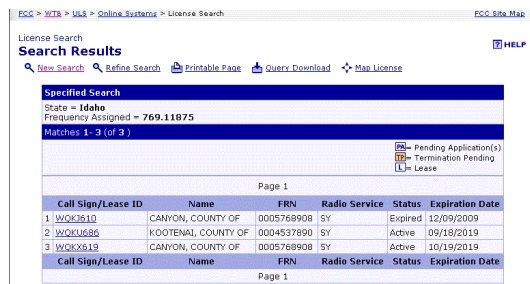 FCC > WTB > ULS > Online Systems > License Search FCC Site Map
License Search
Search Results
? HELP
New Search Refine Search Printable Page Query Download Map License
Specified Search
State = Idaho
Frequency Assigned = 769.11875
Matches 1- 3 (of 3 )
PA = Pending Application(s)
TP = Termination Pending
L = Lease
Page 1
Call Sign/Lease ID Name FRN Radio Service Status Expiration Date
1 WQKJ610 CANYON, COUNTY OF 0005768908 SY Expired 12/09/2009
2 WQKU686 KOOTENAI, COUNTY OF 0004537890 SY Active 09/18/2019
3 WQKX619 CANYON, COUNTY OF 0005768908 SY Active 10/19/2019
Call Sign/Lease ID Name FRN Radio Service Status Expiration Date
Page 1